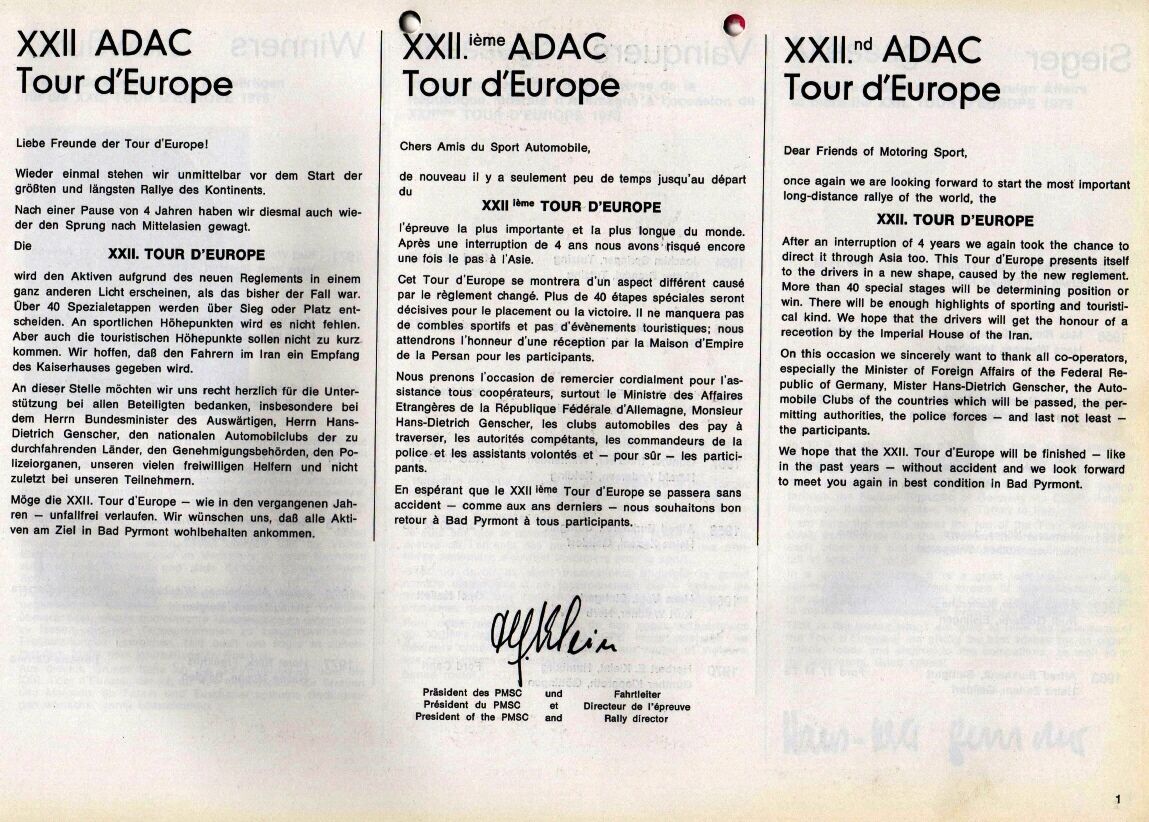 XXII ADAC
Tour d'Europe
Liebe Freunde der Tour d'Europe!
Wieder einmal stehen wir unmittelbar vor dem Start der
größten und längsten Rallye des Kontinents.
Nach einer Pause von 4 Jahren haben wir diesmal auch wie-
der den Sprung nach Mittelasien gewagt.
Die
XXII. TOUR D'EUROPE
wird den Aktiven aufgrund des neuen Reglements in einem
ganz anderen Licht erscheinen, als das bisher der Fall war.
Über 40 Spezialetappen werden über Sieg oder Platz ent-
scheiden. An sportlichen Höhepunkten wird es nicht fehlen.
Aber auch die touristischen Höhepunkte sollen nicht zu kurz
kommen. Wir hoffen, daß den Fahrern im Iran ein Empfang
des Kaiserhauses gegeben wird.
An dieser Stelle möchten wir uns recht herzlich für die Unter-
stützung bei allen Beteiligten bedanken, insbesondere bei
dem Herrn Bundesminister des Auswärtigen, Herrn Hans-
Dietrich Genscher, den nationalen Automobilclubs der zu
durchfahrenden Länder, den Genehmigungsbehörden, den Po-
lizeiorganen, unseren vielen freiwilligen Helfern und nicht
zuletzt bei unseren Teilnehmern.
Möge die XXII. Tour d'Europe — wie in den vergangenen Jah-
ren — unfallfrei verlaufen. Wir wünschen uns, daß alle Akti-
ven am Ziel in Bad Pyrmont wohlbehalten ankommen.
XXII. ième ADAC
Tour d'Europe
Chers Amis du Sport Automobile,
de nouveau il y a seulement peu de temps jusqu'au départ
du
XXII ième TOUR D'EUROPE
l'épreuve la plus importante et la plus longue du monde.
Après une interruption de 4 ans nous avons risqué encore
une fois le pas à l'Asie.
Cet Tour d'Europe se montrera d'un aspect différent causé
par le règlement changé. Plus de 40 étapes spéciales seront
décisives pour le placement ou la victoire. Il ne manquera pas
de combles sportifs et pas d'évènements touristiques; nous
attendrons l'honneur d'une réception par la Maison d'Empire
de la Persan pour les participants.
Nous prenons l'occasion de remercier cordialment pour l'as-
sistance tous coopérateurs, surtout le Ministre des Affaires
Etrangères de la République Fédérale d'Allemagne, Monsieur
Hans-Dietrich Genscher, les clubs automobiles des pay à
traverser, les autorités compétants, les commandeurs de la
police et les assistants volontés et — pour sûr — les partici-
pants.
En espérant que le XXII ième Tour d'Europe se passera sans
accident — comme aux ans derniers — nous souhaitons bon
retour à Bad Pyrmont à tous participants.
Klein
Präsident des PMSC und Fahrtleiter
Président du PMSC et Directeur de l'épreuve
President of the PMSC and Rally director
XXII.nd ADAC
Tour d'Europe
Dear Friends of Motoring Sport,
once again we are looking forward to start the most important
long-distance rallye of the world, the
XXII. TOUR D'EUROPE
After an interruption of 4 years we again took the chance to
direct it through Asia too. This Tour d'Europe presents itself
to the drivers in a new shape, caused by the new reglement.
More than 40 special stages will be determining position or
win. There will be enough highlights of sporting and touristi-
cal kind. We hope that the drivers will get the honour of a
reception by the Imperial House of the Iran.
On this occasion we sincerely want to thank all co-operators,
especially the Minister of Foreign Affairs of the Federal Re-
public of Germany, Mister Hans-Dietrich Genscher, the Auto-
mobile Clubs of the countries which will be passed, the per-
mitting authorities, the police forces — and last not least —
the participants.
We hope that the XXII. Tour d'Europe will be finished — like
in the past years — without accident and we look forward
to meet you again in best condition in Bad Pyrmont.
1